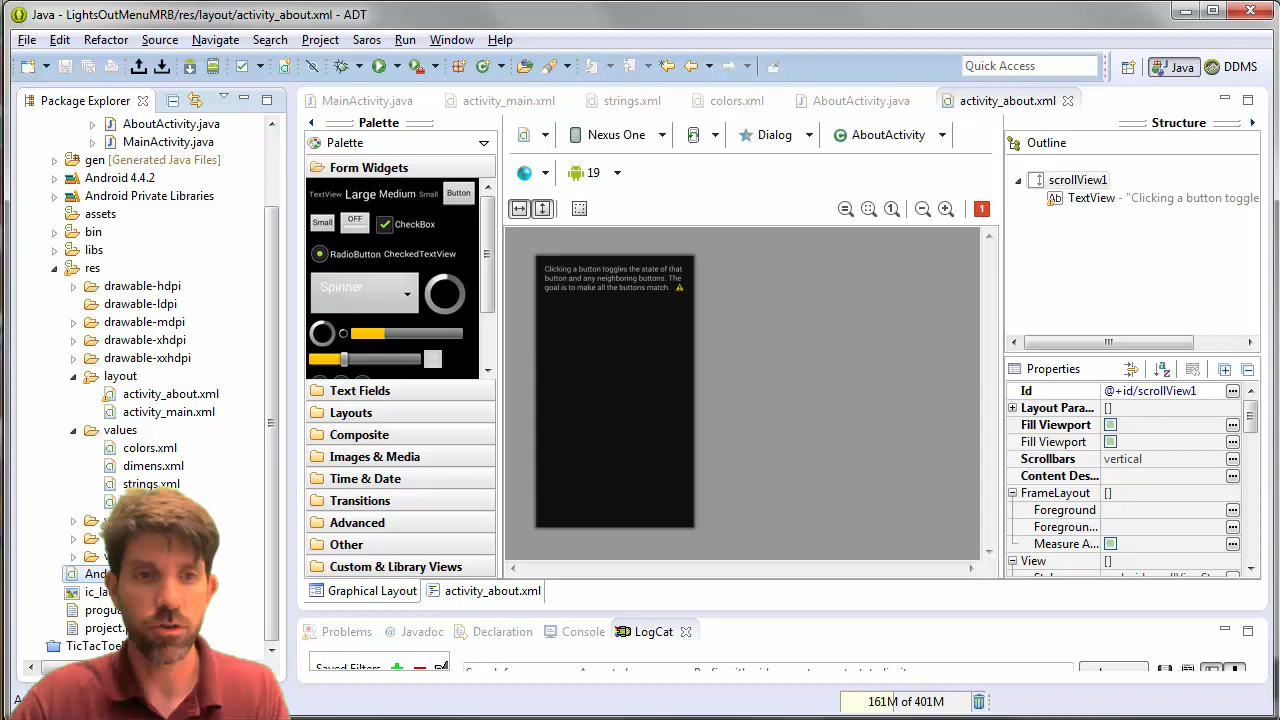 Java - LightsOutMenuMRB/res/layout/activity_about.xml - ADT
File Edit Refactor Source Navigate Search Project Saros Run Window Help
Quick Access
Java
DDMS
Package Explorer
AboutActivity.java
MainActivity.java
gen [Generated Java Files]
Android 4.4.2
Android Private Libraries
assets
bin
libs
res
drawable-hdpi
drawable-ldpi
drawable-mdpi
drawable-xhdpi
drawable-xxhdpi
layout
activity_about.xml
activity_main.xml
values
colors.xml
dimens.xml
strings.xml
MainActivity.java activity_main.xml strings.xml colors.xml AboutActivity.java activity_about.xml
Palette
Palette
Form Widgets
TextView Large Medium Small Button
Small OFF CheckBox
RadioButton CheckedTextView
Spinner
Text Fields
Layouts
Composite
Images & Media
Time & Date
Transitions
Advanced
Other
Custom & Library Views
Nexus One
Dialog
AboutActivity
19
1
Clicking a button toggles the state of that
button and any neighboring buttons. The
goal is to make all the buttons match.
Graphical Layout
activity_about.xml
Structure
Outline
scrollView1
TextView - "Clicking a button toggle
Properties
Id @+id/scrollView1
Layout Para... []
Fill Viewport
Fill Viewport
Scrollbars vertical
Content Des...
FrameLayout []
Foreground
Foregroun...
Measure A...
View []
Problems Javadoc Declaration Console LogCat
Saved Filters
161M of 401M